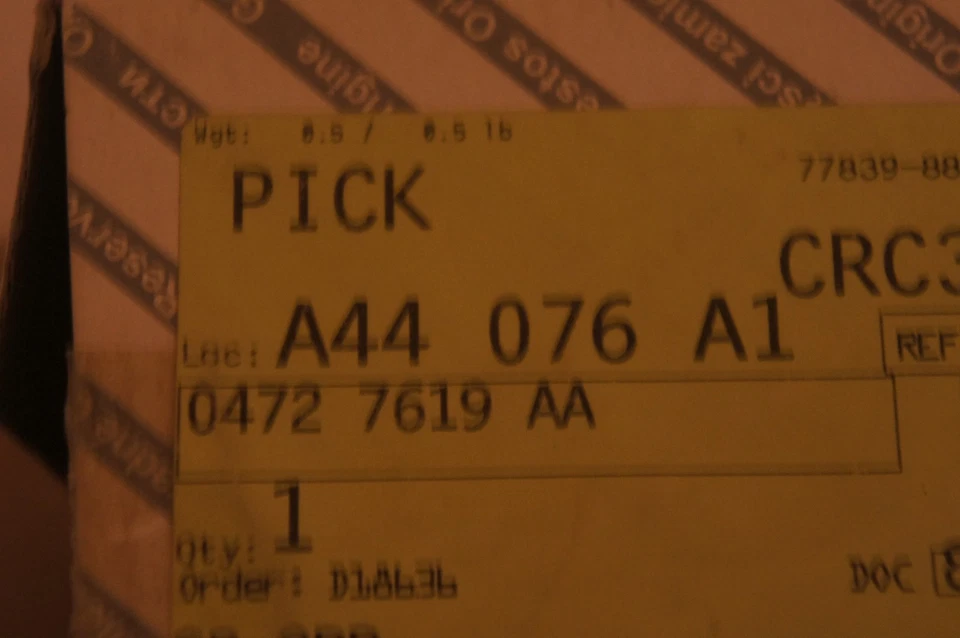 Wgt: 0.5 / 0.5 lb
77839-88
PICK
CRC3
Loc: A44 076 A1
REF
0472 7619 AA
Qty: 1
Order: D18636
DOC